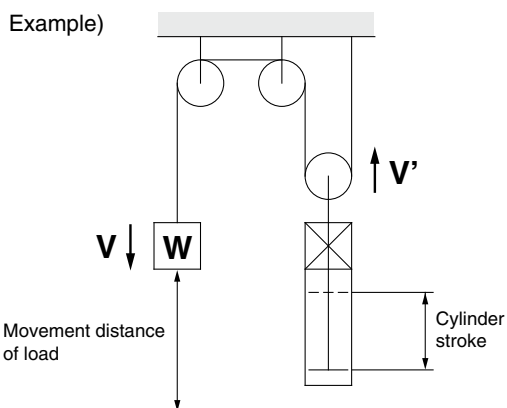 Example)
V'
V
W
Movement distance
of load
Cylinder
stroke